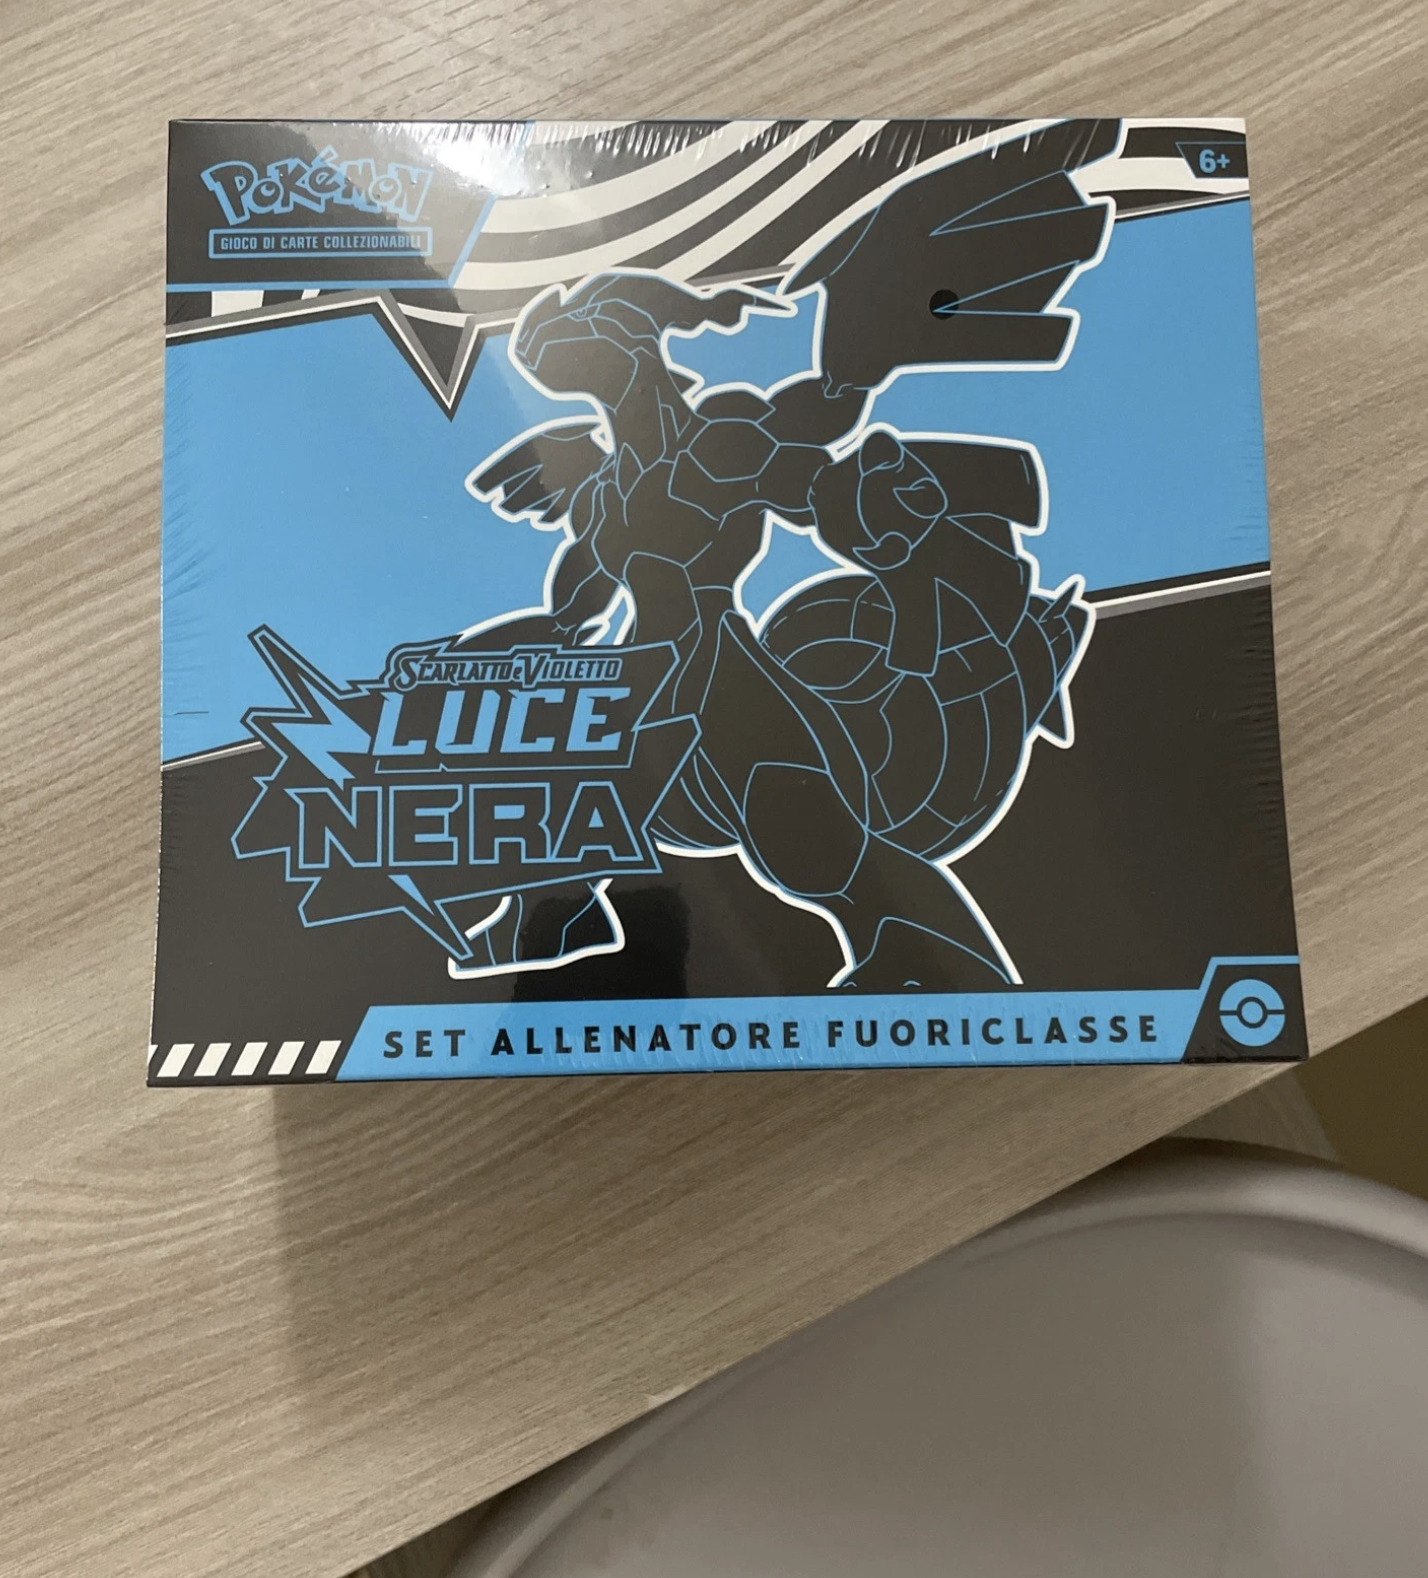 Pokémon
GIOCO DI CARTE COLLEZIONABILI
6+
SCARLATTO e VIOLETTO
LUCE
NERA
SET ALLENATORE FUORICLASSE